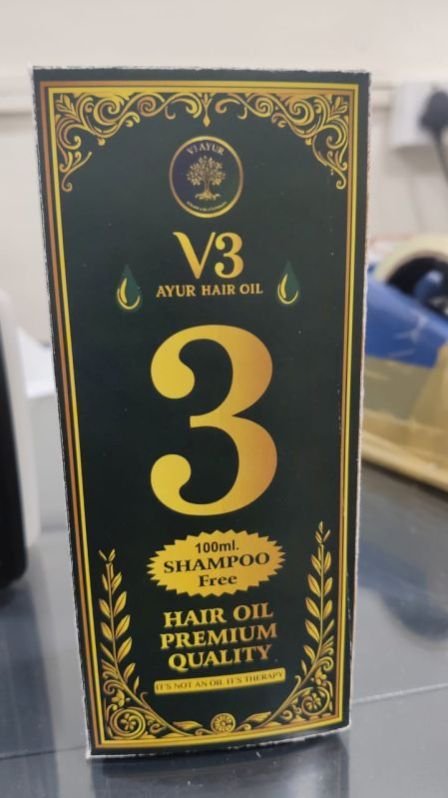 V3 AYUR
V3
AYUR HAIR OIL
3
100ml.
SHAMPOO
Free
HAIR OIL
PREMIUM
QUALITY
IT'S NOT AN OIL IT'S THERAPY